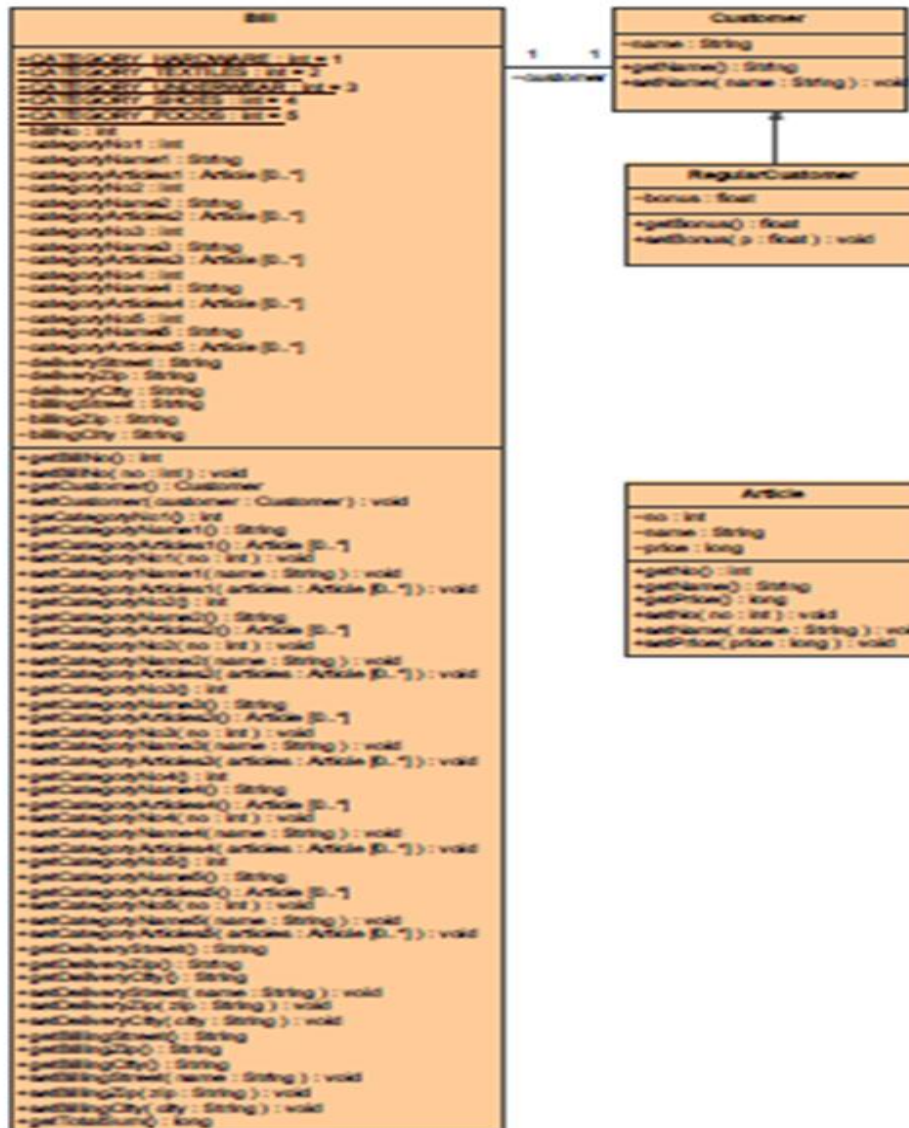 Bill
+CATEGORY_HARDWARE : int = 1
+CATEGORY_TEXTILES : int = 2
+CATEGORY_UNDERWEAR : int = 3
+CATEGORY_SHOES : int = 4
+CATEGORY_FOODS : int = 5
-billNo : int
-categoryNo1 : int
-categoryName1 : String
-categoryArticles1 : Article [0..*]
-categoryNo2 : int
-categoryName2 : String
-categoryArticles2 : Article [0..*]
-categoryNo3 : int
-categoryName3 : String
-categoryArticles3 : Article [0..*]
-categoryNo4 : int
-categoryName4 : String
-categoryArticles4 : Article [0..*]
-categoryNo5 : int
-categoryName5 : String
-categoryArticles5 : Article [0..*]
-deliveryStreet : String
-deliveryZip : String
-deliveryCity : String
-billingStreet : String
-billingZip : String
-billingCity : String
+getBillNo() : int
+setBillNo( no : int ) : void
+getCustomer() : Customer
+setCustomer( customer : Customer ) : void
+getCategoryNo1() : int
+getCategoryName1() : String
+getCategoryArticles1() : Article [0..*]
+setCategoryNo1( no : int ) : void
+setCategoryName1( name : String ) : void
+setCategoryArticles1( articles : Article [0..*] ) : void
+getCategoryNo2() : int
+getCategoryName2() : String
+getCategoryArticles2() : Article [0..*]
+setCategoryNo2( no : int ) : void
+setCategoryName2( name : String ) : void
+setCategoryArticles2( articles : Article [0..*] ) : void
+getCategoryNo3() : int
+getCategoryName3() : String
+getCategoryArticles3() : Article [0..*]
+setCategoryNo3( no : int ) : void
+setCategoryName3( name : String ) : void
+setCategoryArticles3( articles : Article [0..*] ) : void
+getCategoryNo4() : int
+getCategoryName4() : String
+getCategoryArticles4() : Article [0..*]
+setCategoryNo4( no : int ) : void
+setCategoryName4( name : String ) : void
+setCategoryArticles4( articles : Article [0..*] ) : void
+getCategoryNo5() : int
+getCategoryName5() : String
+getCategoryArticles5() : Article [0..*]
+setCategoryNo5( no : int ) : void
+setCategoryName5( name : String ) : void
+setCategoryArticles5( articles : Article [0..*] ) : void
+getDeliveryStreet() : String
+getDeliveryZip() : String
+getDeliveryCity() : String
+setDeliveryStreet( name : String ) : void
+setDeliveryZip( zip : String ) : void
+setDeliveryCity( city : String ) : void
+getBillingStreet() : String
+getBillingZip() : String
+getBillingCity() : String
+setBillingStreet( name : String ) : void
+setBillingZip( zip : String ) : void
+setBillingCity( city : String ) : void
+getTotalSum() : long
1 1
-customer
Customer
-name : String
+getName() : String
+setName( name : String ) : void
RegularCustomer
-bonus : float
+getBonus() : float
+setBonus( p : float ) : void
Article
-no : int
-name : String
-price : long
+getNo() : int
+getName() : String
+getPrice() : long
+setNo( no : int ) : void
+setName( name : String ) : voi
+setPrice( price : long ) : void